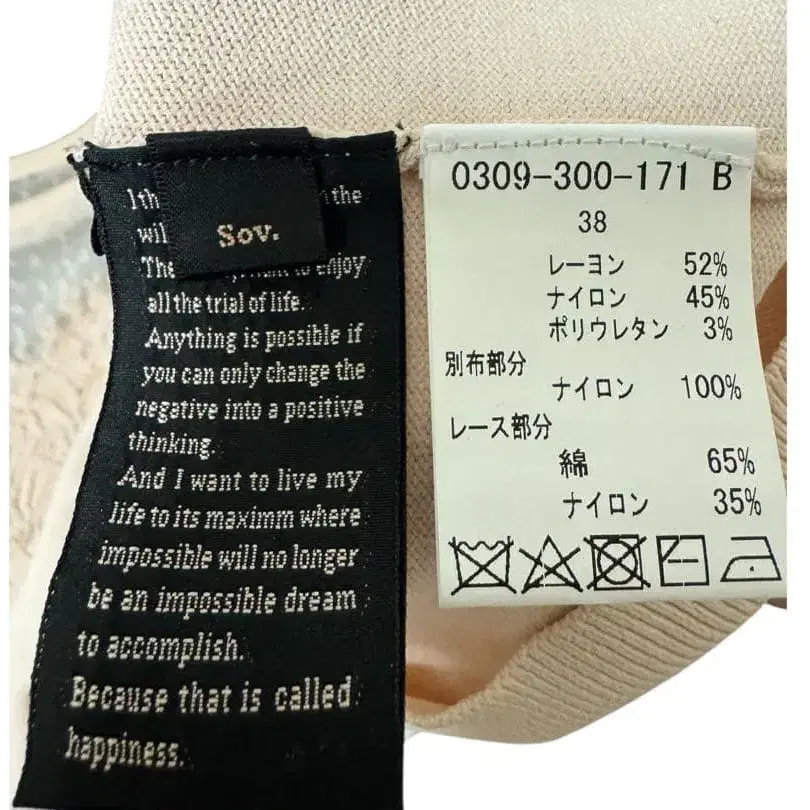 Sov.
1th the
wil
The to enjoy
all the trial of life.
Anything is possible if
you can only change the
negative into a positive
thinking.
And I want to live my
life to its maximm where
impossible will no longer
be an impossible dream
to accomplish.
Because that is called
happiness.
0309-300-171 B
38
レーヨン 52%
ナイロン 45%
ポリウレタン 3%
別布部分
ナイロン 100%
レース部分
綿 65%
ナイロン 35%